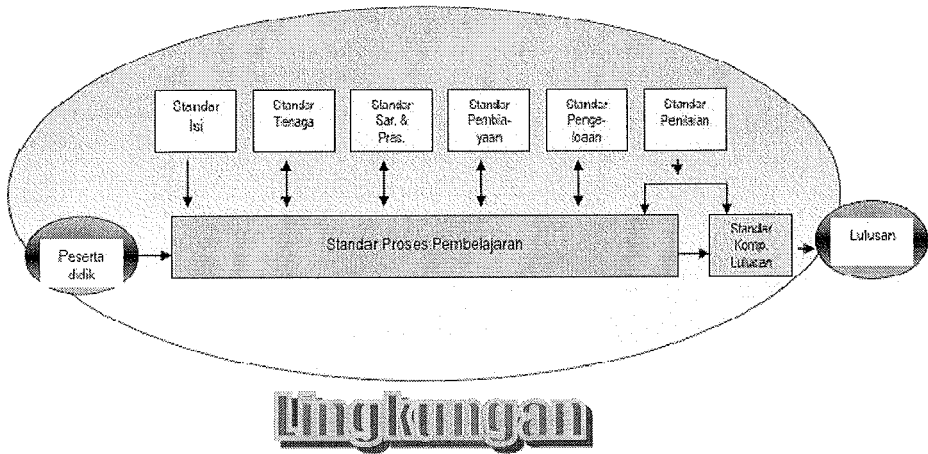 Standar
Isi
Standar
Tenaga
Standar
Sar. &
Pras.
Standar
Pembia-
yaan
Standar
Penge-
loaan
Standar
Penilaian
Peserta
didik
Standar Proses Pembelajaran
Standar
Komp.
Lulusan
Lulusan
Lingkungan